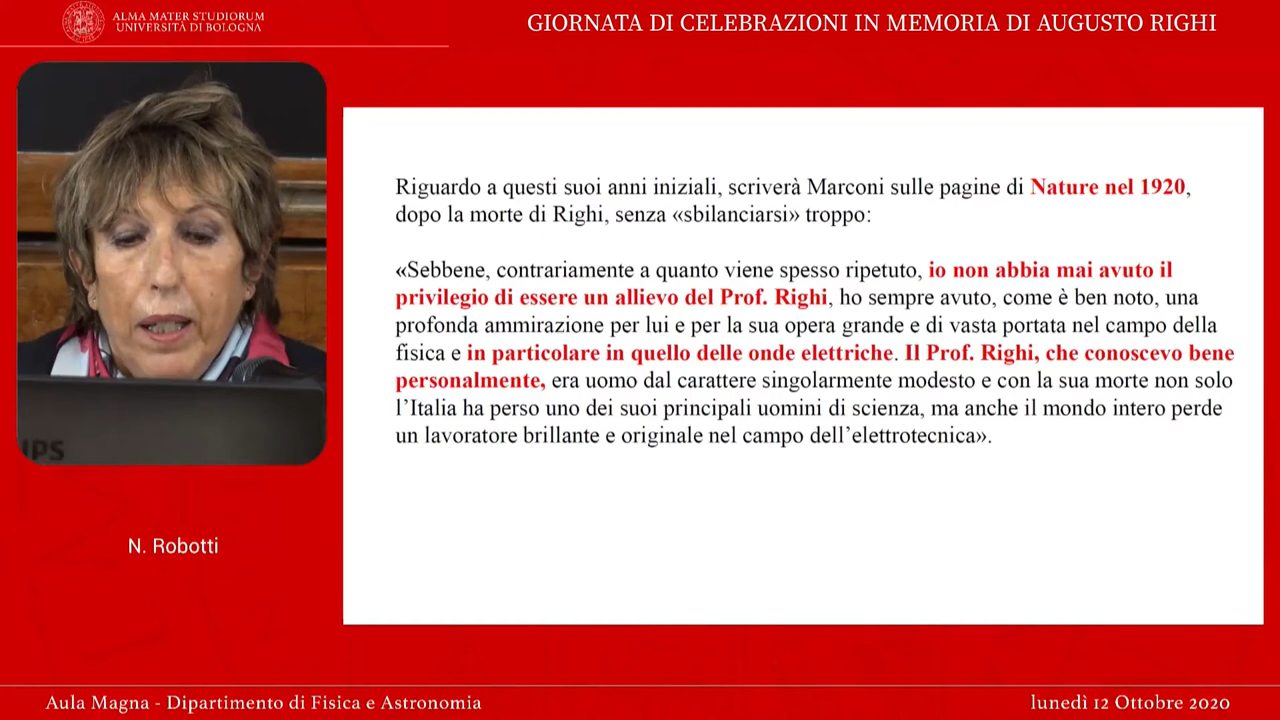 ALMA MATER STUDIORUM
UNIVERSITÀ DI BOLOGNA
GIORNATA DI CELEBRAZIONI IN MEMORIA DI AUGUSTO RIGHI
Riguardo a questi suoi anni iniziali, scriverà Marconi sulle pagine di Nature nel 1920,
dopo la morte di Righi, senza «sbilanciarsi» troppo:
«Sebbene, contrariamente a quanto viene spesso ripetuto, io non abbia mai avuto il
privilegio di essere un allievo del Prof. Righi, ho sempre avuto, come è ben noto, una
profonda ammirazione per lui e per la sua opera grande e di vasta portata nel campo della
fisica e in particolare in quello delle onde elettriche. Il Prof. Righi, che conoscevo bene
personalmente, era uomo dal carattere singolarmente modesto e con la sua morte non solo
l’Italia ha perso uno dei suoi principali uomini di scienza, ma anche il mondo intero perde
un lavoratore brillante e originale nel campo dell’elettrotecnica».
N. Robotti
Aula Magna - Dipartimento di Fisica e Astronomia
lunedì 12 Ottobre 2020